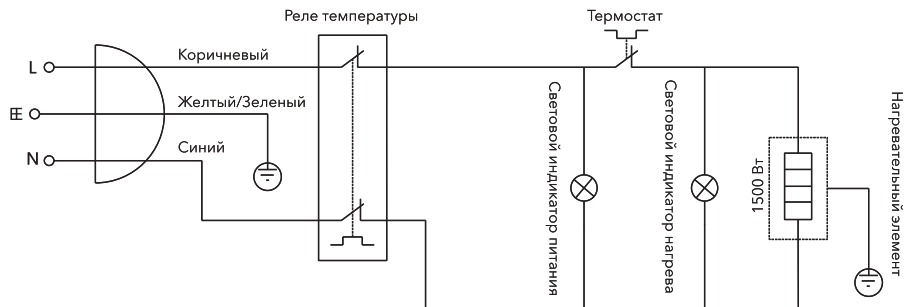 Реле температуры
Термостат
L
Коричневый
Желтый/Зеленый
N
Синий
Световой индикатор питания
Световой индикатор нагрева
1500 Вт
Нагревательный элемент